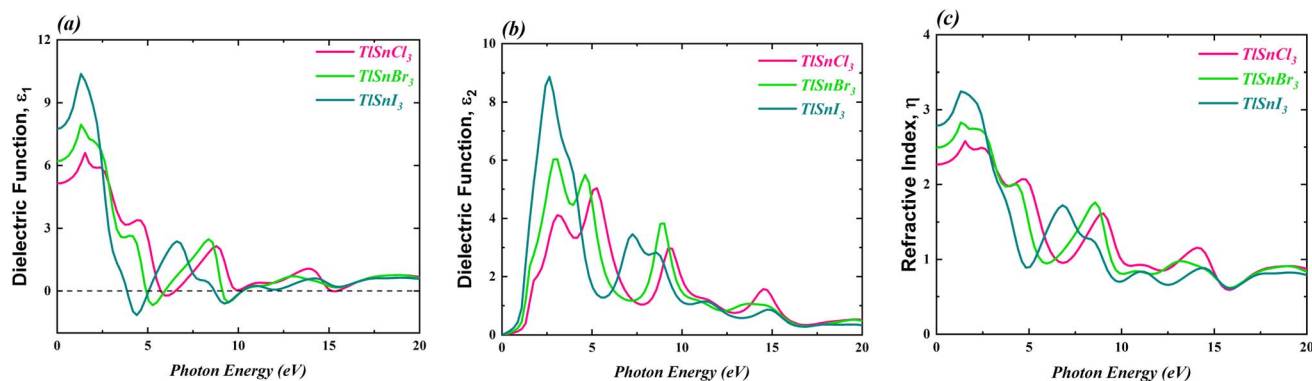 (a)
TlSnCl₃
TlSnBr₃
TlSnI₃
Dielectric Function, ε₁
12
9
6
3
0
0
5
10
15
20
Photon Energy (eV)
(b)
TlSnCl₃
TlSnBr₃
TlSnI₃
Dielectric Function, ε₂
10
8
6
4
2
0
0
5
10
15
20
Photon Energy (eV)
(c)
TlSnCl₃
TlSnBr₃
TlSnI₃
Refractive Index, η
4
3
2
1
0
0
5
10
15
20
Photon Energy (eV)